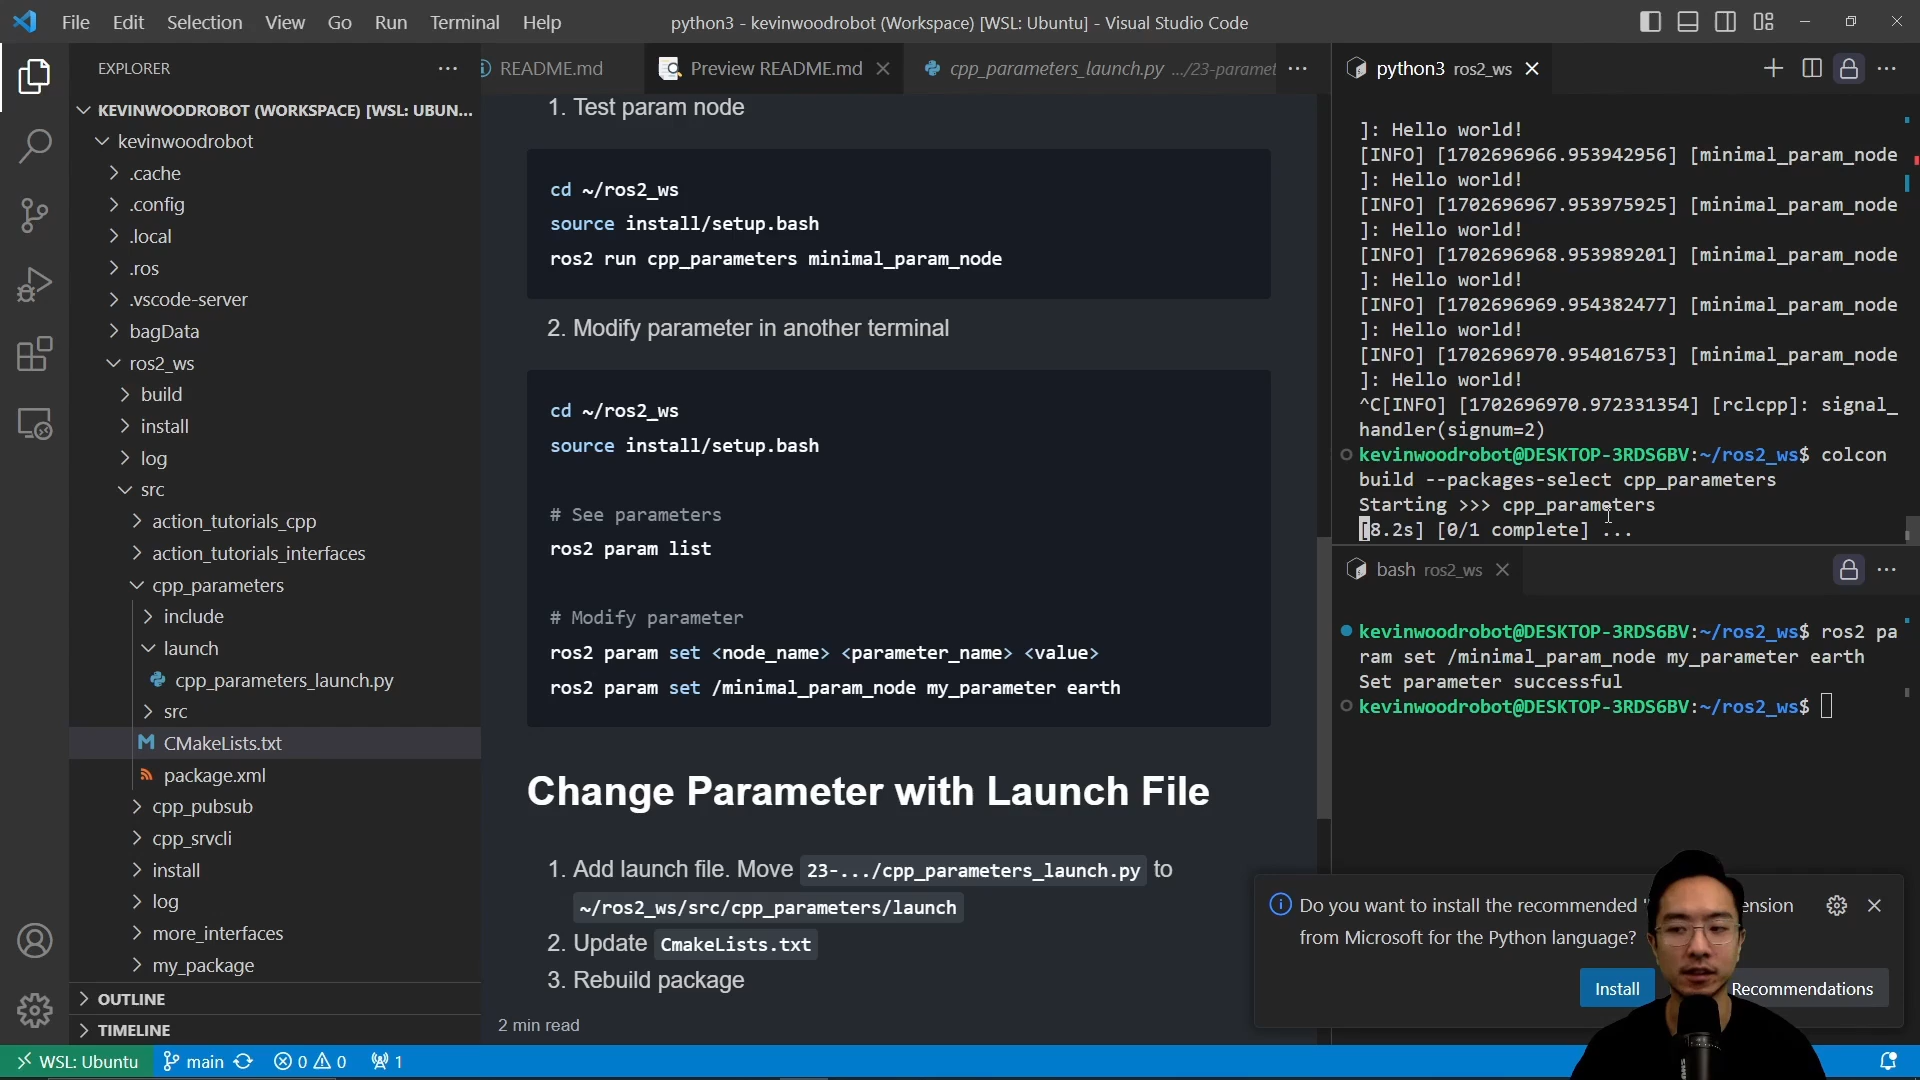 File Edit Selection View Go Run Terminal Help
python3 - kevinwoodrobot (Workspace) [WSL: Ubuntu] - Visual Studio Code
EXPLORER
KEVINWOODROBOT (WORKSPACE) [WSL: UBUN...
kevinwoodrobot
.cache
.config
.local
.ros
.vscode-server
bagData
ros2_ws
build
install
log
src
action_tutorials_cpp
action_tutorials_interfaces
cpp_parameters
include
launch
cpp_parameters_launch.py
src
CMakeLists.txt
package.xml
cpp_pubsub
cpp_srvcli
install
log
more_interfaces
my_package
OUTLINE
TIMELINE
README.md
Preview README.md
cpp_parameters_launch.py .../23-paramet
1. Test param node
cd ~/ros2_ws
source install/setup.bash
ros2 run cpp_parameters minimal_param_node
2. Modify parameter in another terminal
cd ~/ros2_ws
source install/setup.bash
# See parameters
ros2 param list
# Modify parameter
ros2 param set <node_name> <parameter_name> <value>
ros2 param set /minimal_param_node my_parameter earth
Change Parameter with Launch File
1. Add launch file. Move 23-.../cpp_parameters_launch.py to
~/ros2_ws/src/cpp_parameters/launch
2. Update CmakeLists.txt
3. Rebuild package
2 min read
python3 ros2_ws
]: Hello world!
[INFO] [1702696966.953942956] [minimal_param_node
]: Hello world!
[INFO] [1702696967.953975925] [minimal_param_node
]: Hello world!
[INFO] [1702696968.953989201] [minimal_param_node
]: Hello world!
[INFO] [1702696969.954382477] [minimal_param_node
]: Hello world!
[INFO] [1702696970.954016753] [minimal_param_node
]: Hello world!
^C[INFO] [1702696970.972331354] [rclcpp]: signal_
handler(signum=2)
kevinwoodrobot@DESKTOP-3RDS6BV:~/ros2_ws$ colcon
build --packages-select cpp_parameters
Starting >>> cpp_parameters
[8.2s] [0/1 complete] ...
bash ros2_ws
kevinwoodrobot@DESKTOP-3RDS6BV:~/ros2_ws$ ros2 pa
ram set /minimal_param_node my_parameter earth
Set parameter successful
kevinwoodrobot@DESKTOP-3RDS6BV:~/ros2_ws$
Do you want to install the recommended
from Microsoft for the Python language?
Install
Recommendations
WSL: Ubuntu
main
0 0
1